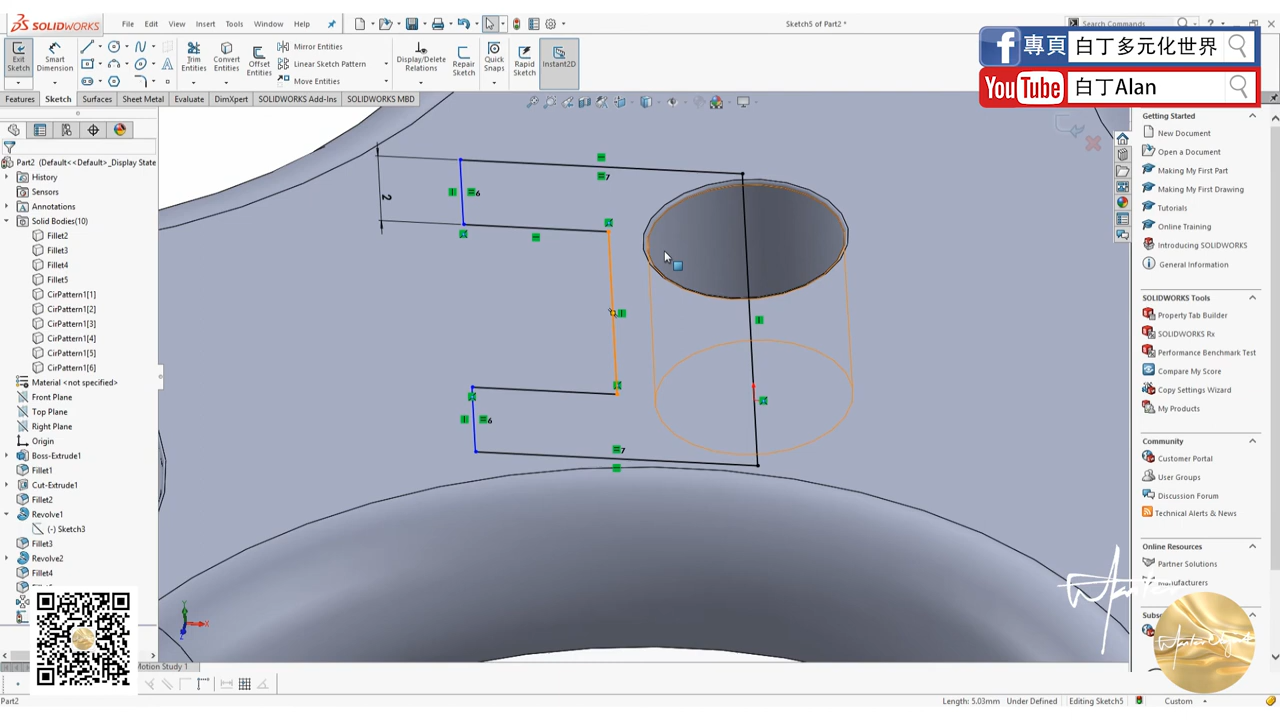 SOLIDWORKS
File Edit View Insert Tools Window Help
Sketch5 of Part2 *
Search Commands
Exit Sketch
Smart Dimension
Trim Entities
Convert Entities
Offset Entities
Mirror Entities
Linear Sketch Pattern
Move Entities
Display/Delete Relations
Repair Sketch
Quick Snaps
Rapid Sketch
Instant2D
專頁 白丁多元化世界
YouTube 白丁Alan
Features Sketch Surfaces Sheet Metal Evaluate DimXpert SOLIDWORKS Add-Ins SOLIDWORKS MBD
Part2 (Default<<Default>_Display State
History
Sensors
Annotations
Solid Bodies(10)
Fillet2
Fillet3
Fillet4
Fillet5
CirPattern1[1]
CirPattern1[2]
CirPattern1[3]
CirPattern1[4]
CirPattern1[5]
CirPattern1[6]
Material <not specified>
Front Plane
Top Plane
Right Plane
Origin
Boss-Extrude1
Fillet1
Cut-Extrude1
Fillet2
Revolve1
(-) Sketch3
Fillet3
Revolve2
Fillet4
2
6
7
6
7
Getting Started
New Document
Open a Document
Making My First Part
Making My First Drawing
Tutorials
Online Training
Introducing SOLIDWORKS
General Information
SOLIDWORKS Tools
Property Tab Builder
SOLIDWORKS Rx
Performance Benchmark Test
Compare My Score
Copy Settings Wizard
My Products
Community
Customer Portal
User Groups
Discussion Forum
Technical Alerts & News
Online Resources
Partner Solutions
Manufacturers
Motion Study 1
Part2
Length: 5.03mm Under Defined Editing Sketch5 Custom